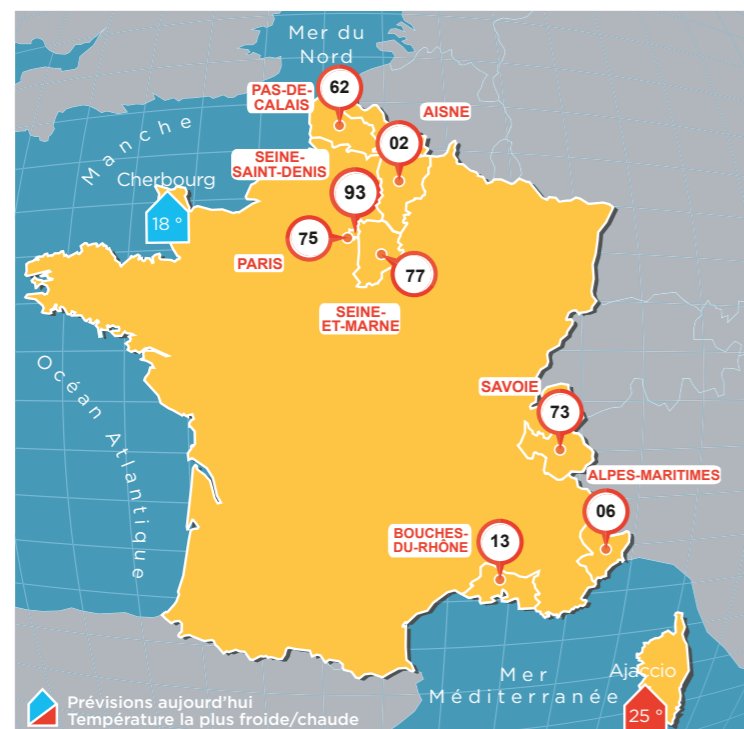 Mer du
Nord
62
PAS-DE-
CALAIS
AISNE
02
Manche
SEINE-
SAINT-DENIS
Cherbourg
93
18 °
75
PARIS
77
SEINE-
ET-MARNE
Océan Atlantique
SAVOIE
73
ALPES-MARITIMES
06
BOUCHES-
DU-RHÔNE
13
Mer
Méditerranée
Ajaccio
25 °
Prévisions aujourd'hui
Température la plus froide/chaude